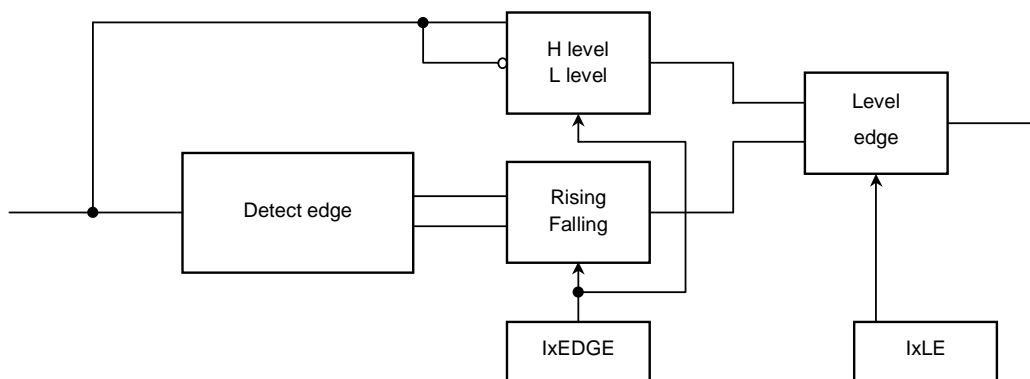 H level
L level
Level
edge
Detect edge
Rising
Falling
IxEDGE
IxLE